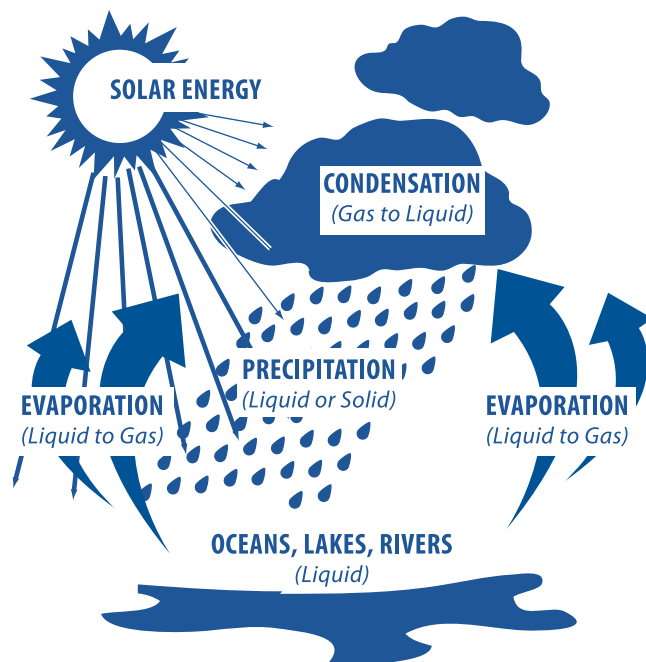 SOLAR ENERGY
CONDENSATION
(Gas to Liquid)
PRECIPITATION
(Liquid or Solid)
EVAPORATION
(Liquid to Gas)
EVAPORATION
(Liquid to Gas)
OCEANS, LAKES, RIVERS
(Liquid)